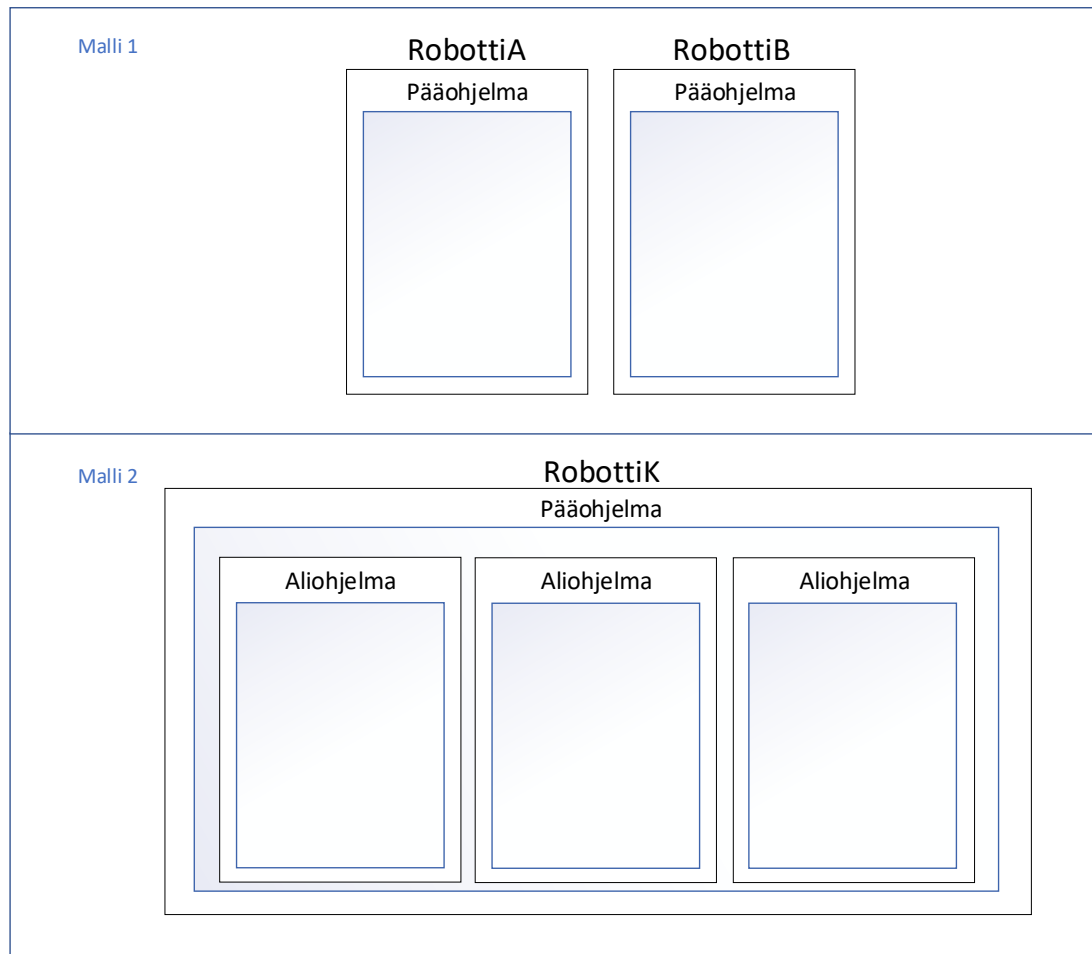 Malli 1
RobottiA
RobottiB
Pääohjelma
Pääohjelma
Malli 2
RobottiK
Pääohjelma
Aliohjelma
Aliohjelma
Aliohjelma